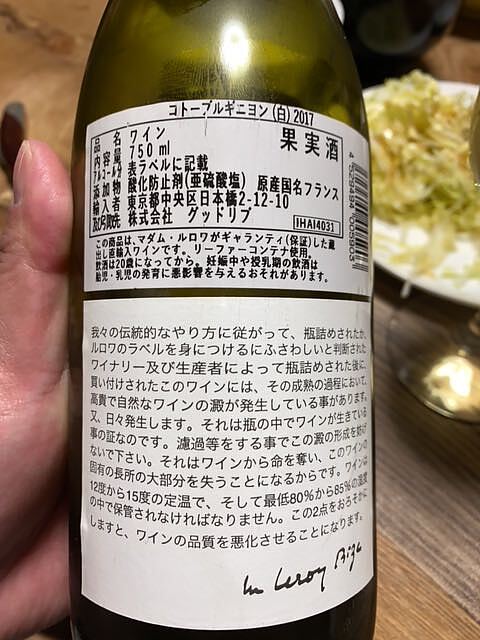 コトーブルギニヨン (白) 2017
品名 ワイン
果実酒
内容量 750 ml
アルコール分 表ラベルに記載
添加物 酸化防止剤(亜硫酸塩) 原産国名フランス
輸入者 東京都中央区日本橋2-12-10
及び引取先 株式会社 グッドリブ
IHAI4031
この商品は、マダム・ルロワがギャランティ(保証)した蔵
出し直輸入ワインです。リーファーコンテナ使用。
飲酒は20歳になってから。妊娠中や授乳期の飲酒は
胎児・乳児の発育に悪影響を与えるおそれがあります。
我々の伝統的なやり方に従がって、瓶詰めされたか、
ルロワのラベルを身につけるにふさわしいと判断された
ワイナリー及び生産者によって瓶詰めされた後に、
買い付けされたこのワインには、その成熟の過程において、
高貴で自然なワインの澱が発生している事があります。
又、日々発生します。それは瓶の中でワインが生きている
事の証なのです。濾過等をする事でこの澱の形成を妨げ
ないで下さい。それはワインから命を奪い、このワインの
固有の長所の大部分を失うことになるからです。ワインは
12度から15度の定温で、そして最低80%から85%の湿度
の中で保管されなければなりません。この2点をおろそかに
しますと、ワインの品質を悪化させることになります。
Leroy Bize